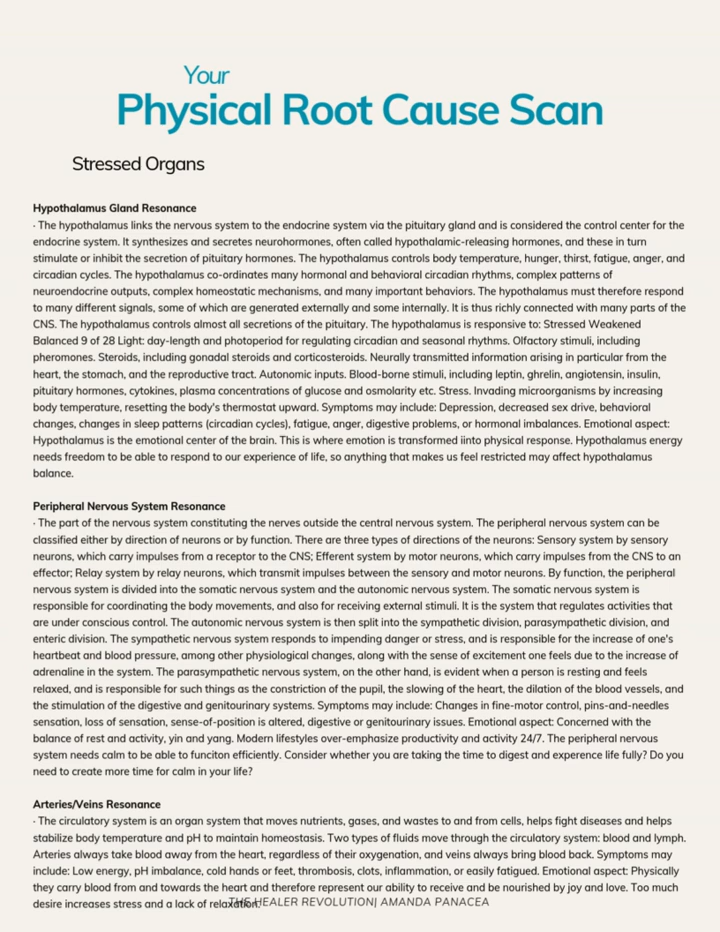 Your
Physical Root Cause Scan
Stressed Organs
Hypothalamus Gland Resonance
· The hypothalamus links the nervous system to the endocrine system via the pituitary gland and is considered the control center for the
endocrine system. It synthesizes and secretes neurohormones, often called hypothalamic-releasing hormones, and these in turn
stimulate or inhibit the secretion of pituitary hormones. The hypothalamus controls body temperature, hunger, thirst, fatigue, anger, and
circadian cycles. The hypothalamus co-ordinates many hormonal and behavioral circadian rhythms, complex patterns of
neuroendocrine outputs, complex homeostatic mechanisms, and many important behaviors. The hypothalamus must therefore respond
to many different signals, some of which are generated externally and some internally. It is thus richly connected with many parts of the
CNS. The hypothalamus controls almost all secretions of the pituitary. The hypothalamus is responsive to: Stressed Weakened
Balanced 9 of 28 Light: day-length and photoperiod for regulating circadian and seasonal rhythms. Olfactory stimuli, including
pheromones. Steroids, including gonadal steroids and corticosteroids. Neurally transmitted information arising in particular from the
heart, the stomach, and the reproductive tract. Autonomic inputs. Blood-borne stimuli, including leptin, ghrelin, angiotensin, insulin,
pituitary hormones, cytokines, plasma concentrations of glucose and osmolarity etc. Stress. Invading microorganisms by increasing
body temperature, resetting the body's thermostat upward. Symptoms may include: Depression, decreased sex drive, behavioral
changes, changes in sleep patterns (circadian cycles), fatigue, anger, digestive problems, or hormonal imbalances. Emotional aspect:
Hypothalamus is the emotional center of the brain. This is where emotion is transformed iinto physical response. Hypothalamus energy
needs freedom to be able to respond to our experience of life, so anything that makes us feel restricted may affect hypothalamus
balance.
Peripheral Nervous System Resonance
· The part of the nervous system constituting the nerves outside the central nervous system. The peripheral nervous system can be
classified either by direction of neurons or by function. There are three types of directions of the neurons: Sensory system by sensory
neurons, which carry impulses from a receptor to the CNS; Efferent system by motor neurons, which carry impulses from the CNS to an
effector; Relay system by relay neurons, which transmit impulses between the sensory and motor neurons. By function, the peripheral
nervous system is divided into the somatic nervous system and the autonomic nervous system. The somatic nervous system is
responsible for coordinating the body movements, and also for receiving external stimuli. It is the system that regulates activities that
are under conscious control. The autonomic nervous system is then split into the sympathetic division, parasympathetic division, and
enteric division. The sympathetic nervous system responds to impending danger or stress, and is responsible for the increase of one's
heartbeat and blood pressure, among other physiological changes, along with the sense of excitement one feels due to the increase of
adrenaline in the system. The parasympathetic nervous system, on the other hand, is evident when a person is resting and feels
relaxed, and is responsible for such things as the constriction of the pupil, the slowing of the heart, the dilation of the blood vessels, and
the stimulation of the digestive and genitourinary systems. Symptoms may include: Changes in fine-motor control, pins-and-needles
sensation, loss of sensation, sense-of-position is altered, digestive or genitourinary issues. Emotional aspect: Concerned with the
balance of rest and activity, yin and yang. Modern lifestyles over-emphasize productivity and activity 24/7. The peripheral nervous
system needs calm to be able to funciton efficiently. Consider whether you are taking the time to digest and experence life fully? Do you
need to create more time for calm in your life?
Arteries/Veins Resonance
· The circulatory system is an organ system that moves nutrients, gases, and wastes to and from cells, helps fight diseases and helps
stabilize body temperature and pH to maintain homeostasis. Two types of fluids move through the circulatory system: blood and lymph.
Arteries always take blood away from the heart, regardless of their oxygenation, and veins always bring blood back. Symptoms may
include: Low energy, pH imbalance, cold hands or feet, thrombosis, clots, inflammation, or easily fatigued. Emotional aspect: Physically
they carry blood from and towards the heart and therefore represent our ability to receive and be nourished by joy and love. Too much
desire increases stress and a lack of relaxation.
THE HEALER REVOLUTION| AMANDA PANACEA